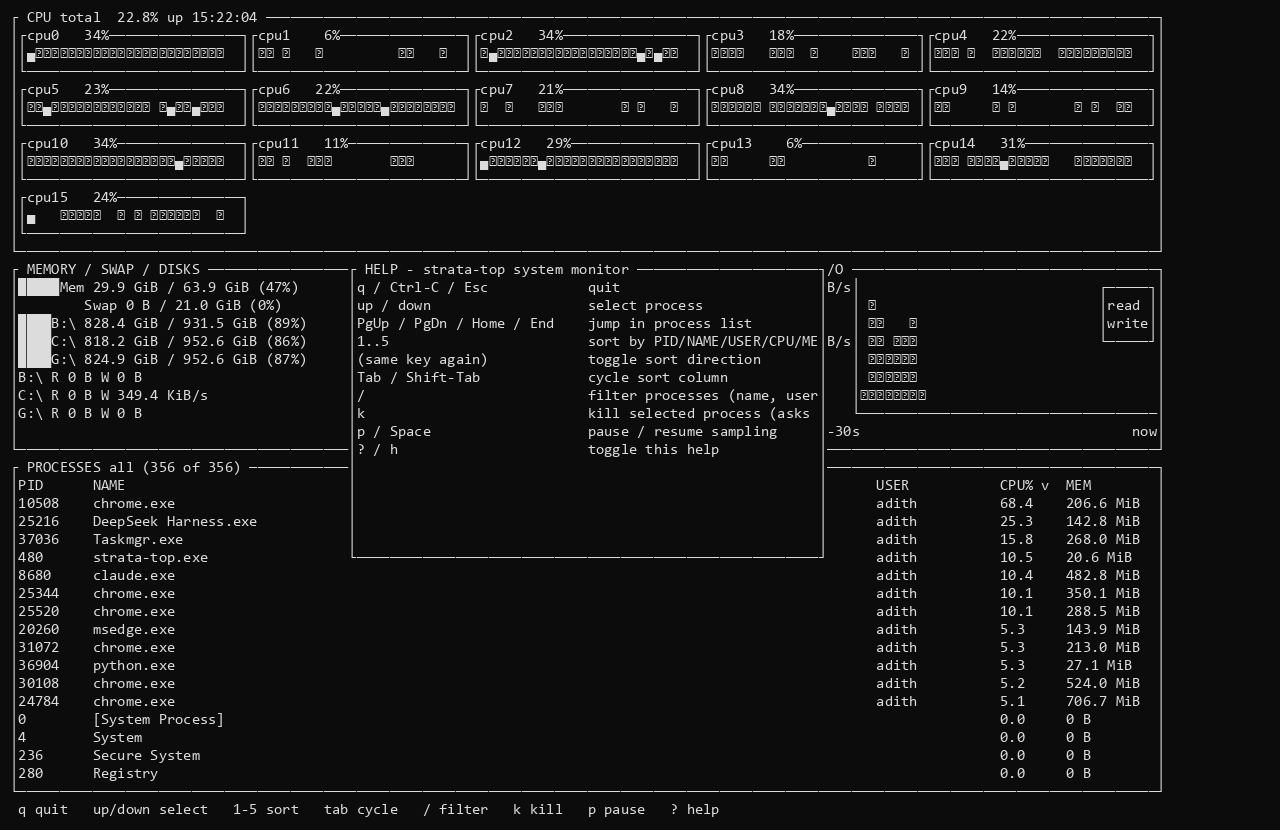 CPU total 22.8% up 15:22:04
cpu0 34% cpu1 6% cpu2 34% cpu3 18% cpu4 22%
cpu5 23% cpu6 22% cpu7 21% cpu8 34% cpu9 14%
cpu10 34% cpu11 11% cpu12 29% cpu13 6% cpu14 31%
cpu15 24%
MEMORY / SWAP / DISKS
Mem 29.9 GiB / 63.9 GiB (47%)
Swap 0 B / 21.0 GiB (0%)
B:\ 828.4 GiB / 931.5 GiB (89%)
C:\ 818.2 GiB / 952.6 GiB (86%)
G:\ 824.9 GiB / 952.6 GiB (87%)
B:\ R 0 B W 0 B
C:\ R 0 B W 349.4 KiB/s
G:\ R 0 B W 0 B
HELP - strata-top system monitor
q / Ctrl-C / Esc quit
up / down select process
PgUp / PgDn / Home / End jump in process list
1..5 sort by PID/NAME/USER/CPU/ME
(same key again) toggle sort direction
Tab / Shift-Tab cycle sort column
/ filter processes (name, user
k kill selected process (asks
p / Space pause / resume sampling
? / h toggle this help
/O
B/s
read
write
B/s
-30s now
PROCESSES all (356 of 356)
PID NAME USER CPU% v MEM
10508 chrome.exe adith 68.4 206.6 MiB
25216 DeepSeek Harness.exe adith 25.3 142.8 MiB
37036 Taskmgr.exe adith 15.8 268.0 MiB
480 strata-top.exe adith 10.5 20.6 MiB
8680 claude.exe adith 10.4 482.8 MiB
25344 chrome.exe adith 10.1 350.1 MiB
25520 chrome.exe adith 10.1 288.5 MiB
20260 msedge.exe adith 5.3 143.9 MiB
31072 chrome.exe adith 5.3 213.0 MiB
36904 python.exe adith 5.3 27.1 MiB
30108 chrome.exe adith 5.2 524.0 MiB
24784 chrome.exe adith 5.1 706.7 MiB
0 [System Process] 0.0 0 B
4 System 0.0 0 B
236 Secure System 0.0 0 B
280 Registry 0.0 0 B
q quit up/down select 1-5 sort tab cycle / filter k kill p pause ? help